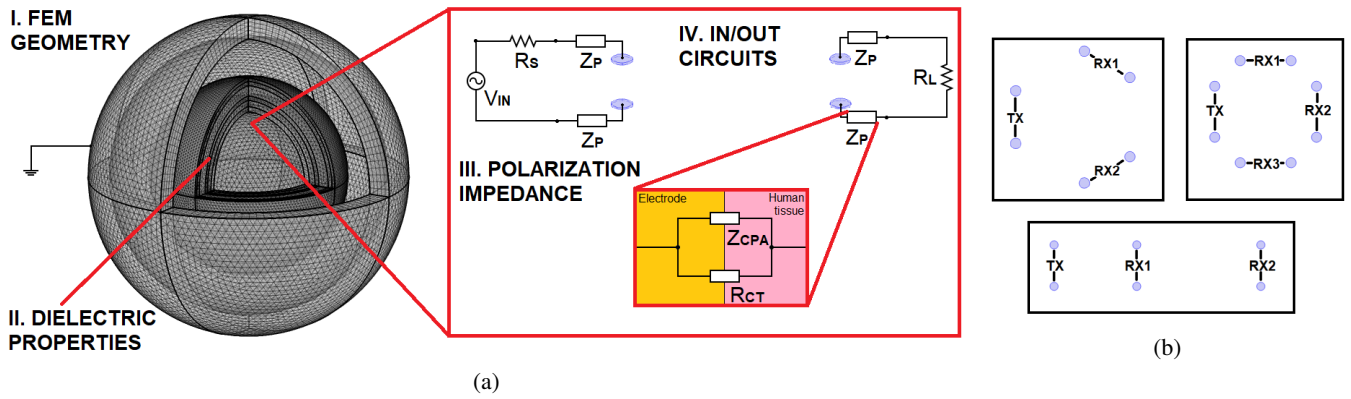 I. FEM
GEOMETRY
II. DIELECTRIC
PROPERTIES
RS
ZP
VIN
ZP
IV. IN/OUT
CIRCUITS
ZP
RL
ZP
III. POLARIZATION
IMPEDANCE
Electrode
Human
tissue
ZCPA
RCT
(a)
TX
RX1
RX2
RX1
TX
RX2
RX3
TX
RX1
RX2
(b)